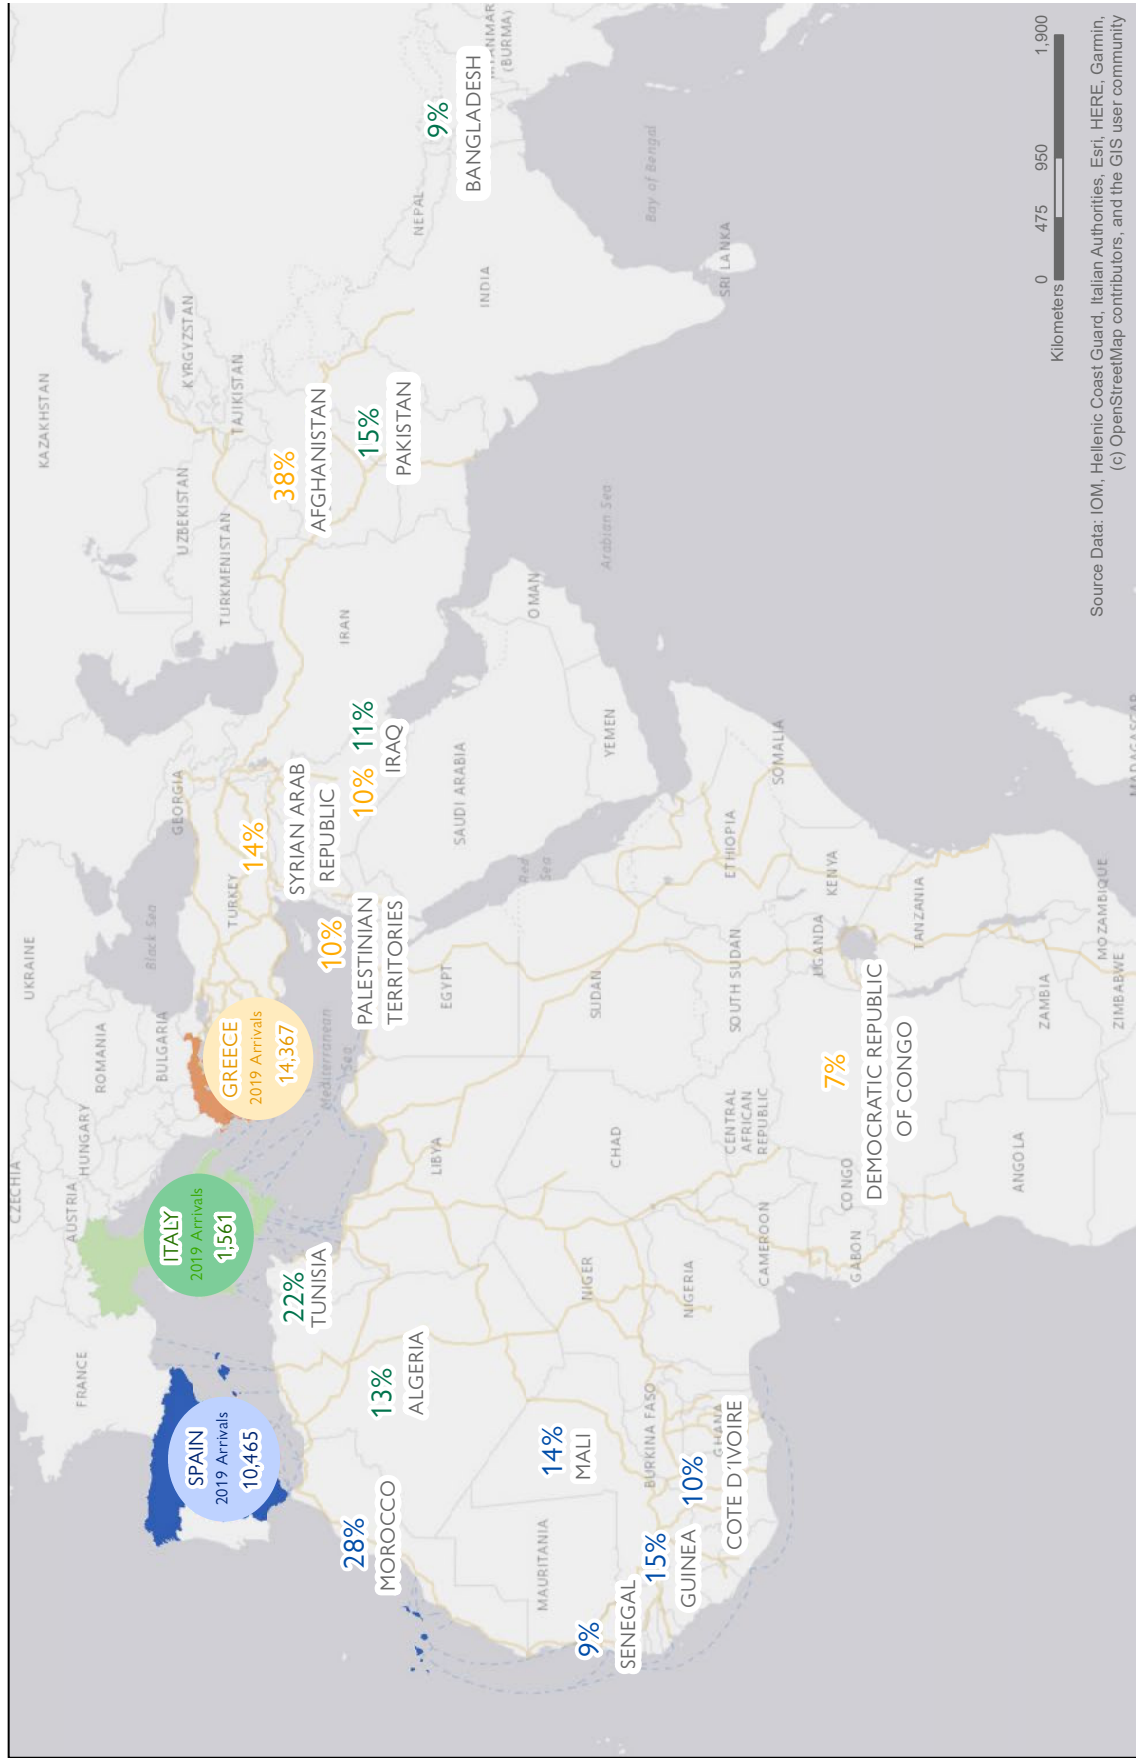 UKRAINE
KAZAKHSTAN
CZECHIA
AUSTRIA
HUNGARY
ROMANIA
BULGARIA
FRANCE
Black Sea
GEORGIA
UZBEKISTAN
KYRGYZSTAN
TURKMENISTAN
TAJIKISTAN
TURKEY
SPAIN
2019 Arrivals
10,465
ITALY
2019 Arrivals
1,561
GREECE
2019 Arrivals
14,367
Mediterranean
Sea
14%
SYRIAN ARAB
REPUBLIC
38%
AFGHANISTAN
22%
TUNISIA
10%
PALESTINIAN
TERRITORIES
10%
11%
IRAQ
IRAN
15%
PAKISTAN
NEPAL
9%
BANGLADESH
MYANMAR
(BURMA)
28%
MOROCCO
13%
ALGERIA
LIBYA
EGYPT
SAUDI ARABIA
OMAN
INDIA
Red
Sea
YEMEN
Arabian Sea
Bay of Bengal
SRI LANKA
MAURITANIA
14%
MALI
NIGER
CHAD
SUDAN
9%
SENEGAL
15%
GUINEA
BURKINA FASO
10%
COTE D'IVOIRE
GHANA
NIGERIA
CAMEROON
CENTRAL
AFRICAN
REPUBLIC
SOUTH SUDAN
ETHIOPIA
SOMALIA
UGANDA
KENYA
GABON
CONGO
7%
DEMOCRATIC REPUBLIC
OF CONGO
TANZANIA
ANGOLA
ZAMBIA
MOZAMBIQUE
ZIMBABWE
MADAGASCAR
0 475 950 1,900
Kilometers
Source Data: IOM, Hellenic Coast Guard, Italian Authorities, Esri, HERE, Garmin,
(c) OpenStreetMap contributors, and the GIS user community